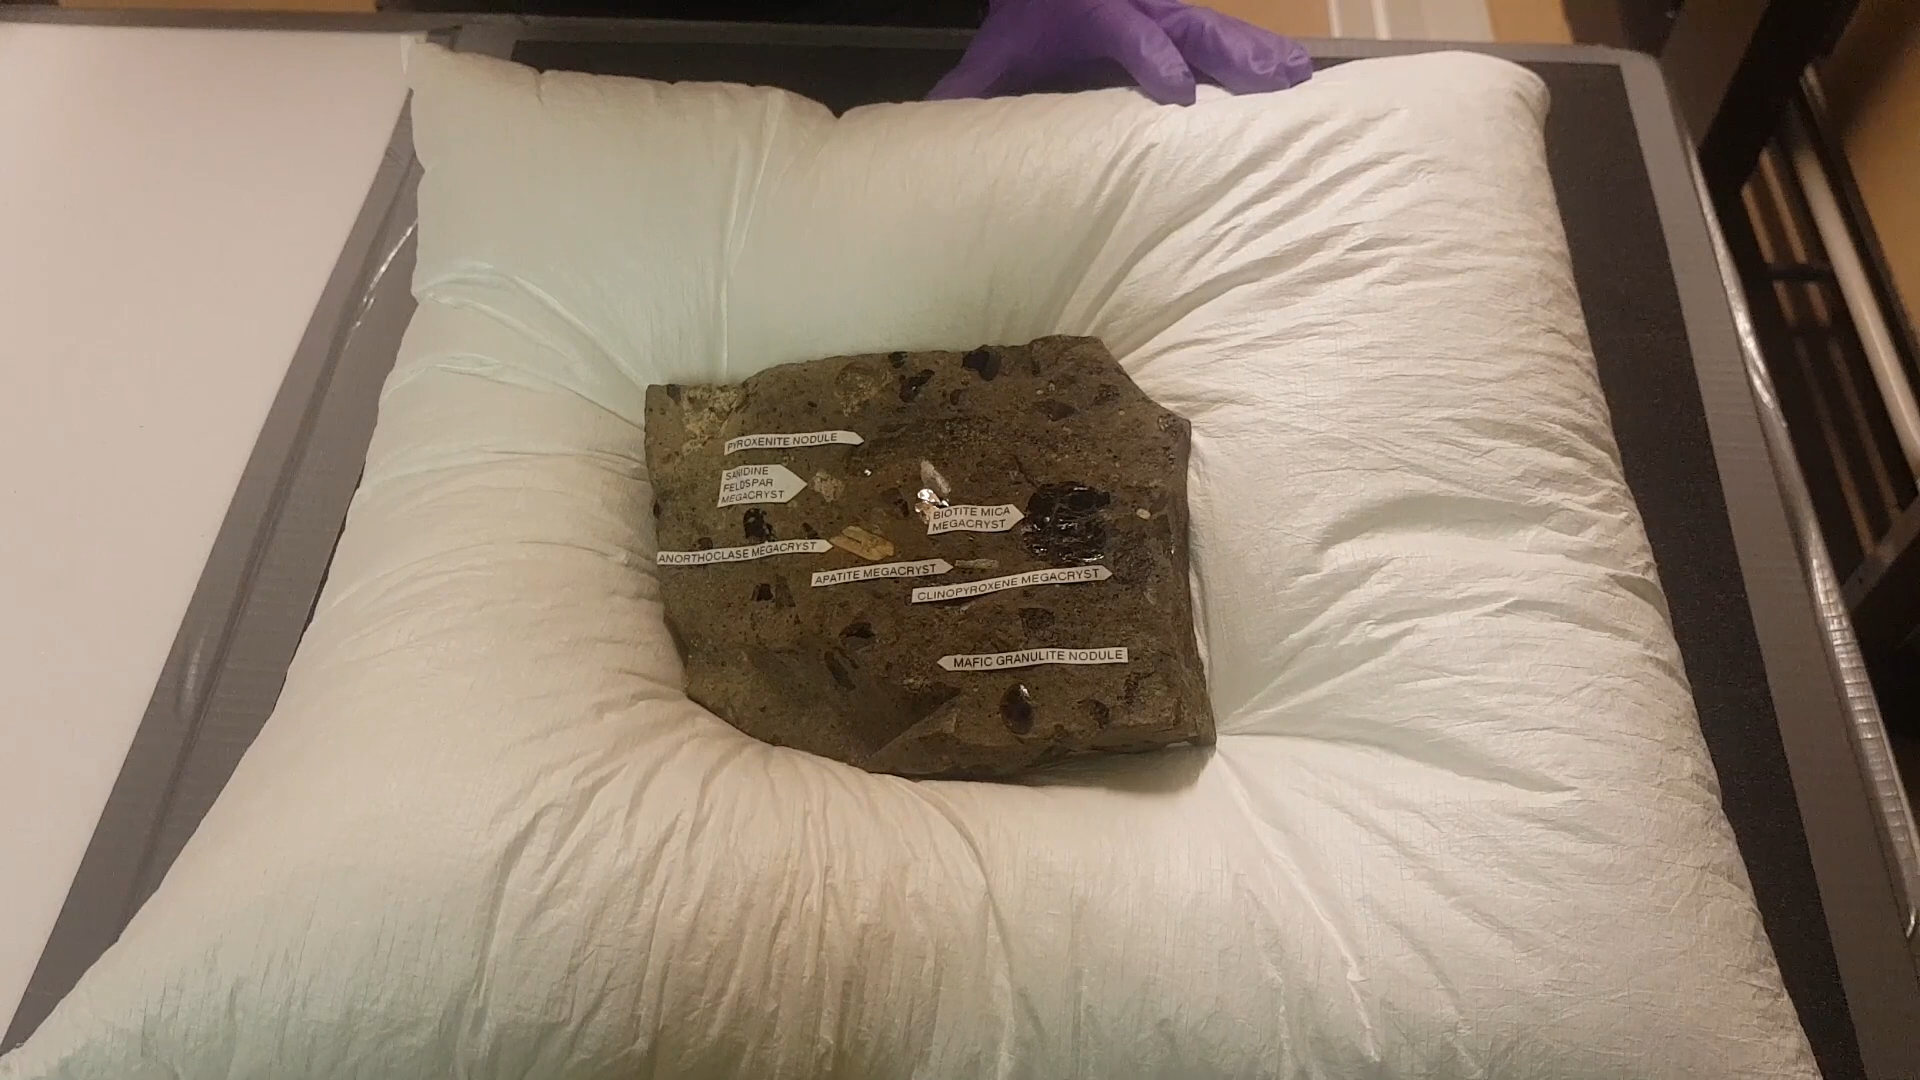 PYROXENITE NODULE
SANIDINE
FELDSPAR
MEGACRYST
BIOTITE MICA
MEGACRYST
ANORTHOCLASE MEGACRYST
APATITE MEGACRYST
CLINOPYROXENE MEGACRYST
MAFIC GRANULITE NODULE